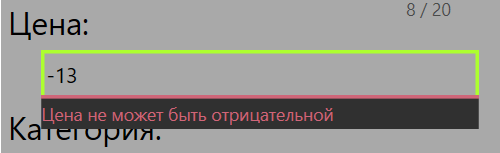 8 / 20
Цена:
-13
Цена не может быть отрицательной
Категория: